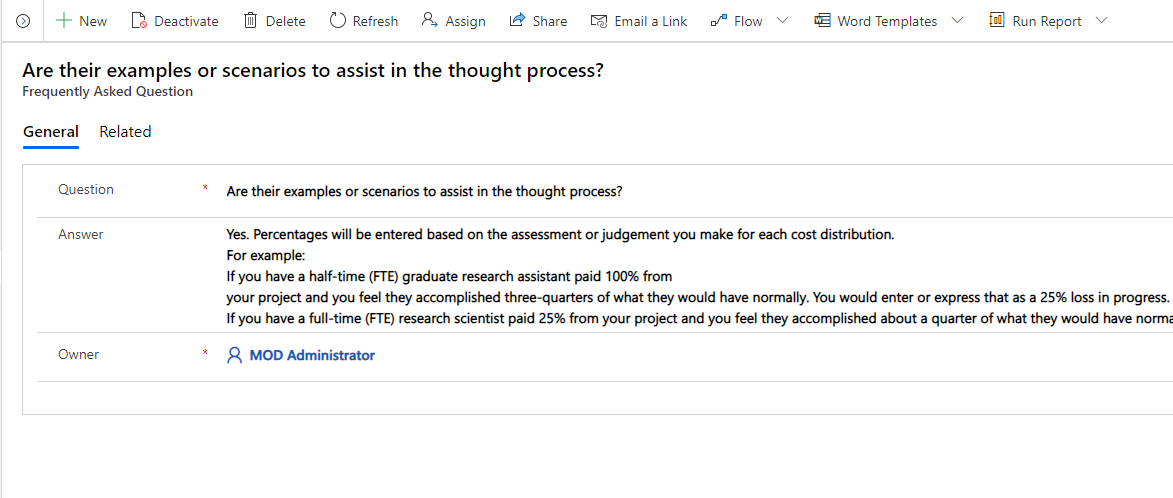 New Deactivate Delete Refresh Assign Share Email a Link Flow Word Templates Run Report
Are their examples or scenarios to assist in the thought process?
Frequently Asked Question
General Related
Question * Are their examples or scenarios to assist in the thought process?
Answer Yes. Percentages will be entered based on the assessment or judgement you make for each cost distribution.
For example:
If you have a half-time (FTE) graduate research assistant paid 100% from
your project and you feel they accomplished three-quarters of what they would have normally. You would enter or express that as a 25% loss in progress.
If you have a full-time (FTE) research scientist paid 25% from your project and you feel they accomplished about a quarter of what they would have norma
Owner * MOD Administrator